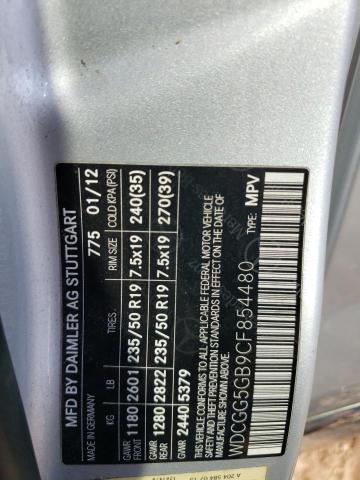 MFD BY DAIMLER AG STUTTGART
MADE IN GERMANY 775 01/12
KG LB TIRES RIM SIZE COLD KPA(PSI)
GAWR FRONT 1180 2601 235/50 R19 7.5x19 240(35)
GAWR REAR 1280 2822 235/50 R19 7.5x19 270(39)
GVWR 2440 5379
THIS VEHICLE CONFORMS TO ALL APPLICABLE FEDERAL MOTOR VEHICLE
SAFETY AND THEFT PREVENTION STANDARDS IN EFFECT ON THE DATE OF
MANUFACTURE SHOWN ABOVE.
WDCGG5GB9CF854480 TYPE: MPV